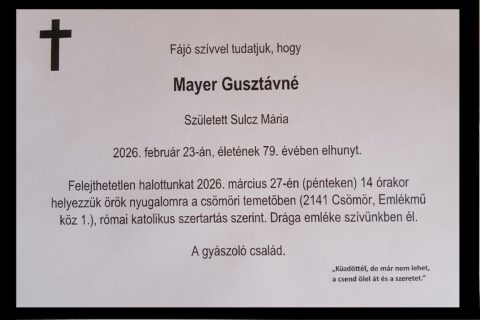 Fájó szívvel tudatjuk, hogy
Mayer Gusztávné
Született Sulcz Mária
2026. február 23-án, életének 79. évében elhunyt.
Felejthetetlen halottunkat 2026. március 27-én (pénteken) 14 órakor
helyezzük örök nyugalomra a csömöri temetőben (2141 Csömör, Emlékmű
köz 1.), római katolikus szertartás szerint. Drága emléke szívünkben él.
A gyászoló család.
„Küzdöttél, de már nem lehet,
a csend ölel át és a szeretet."